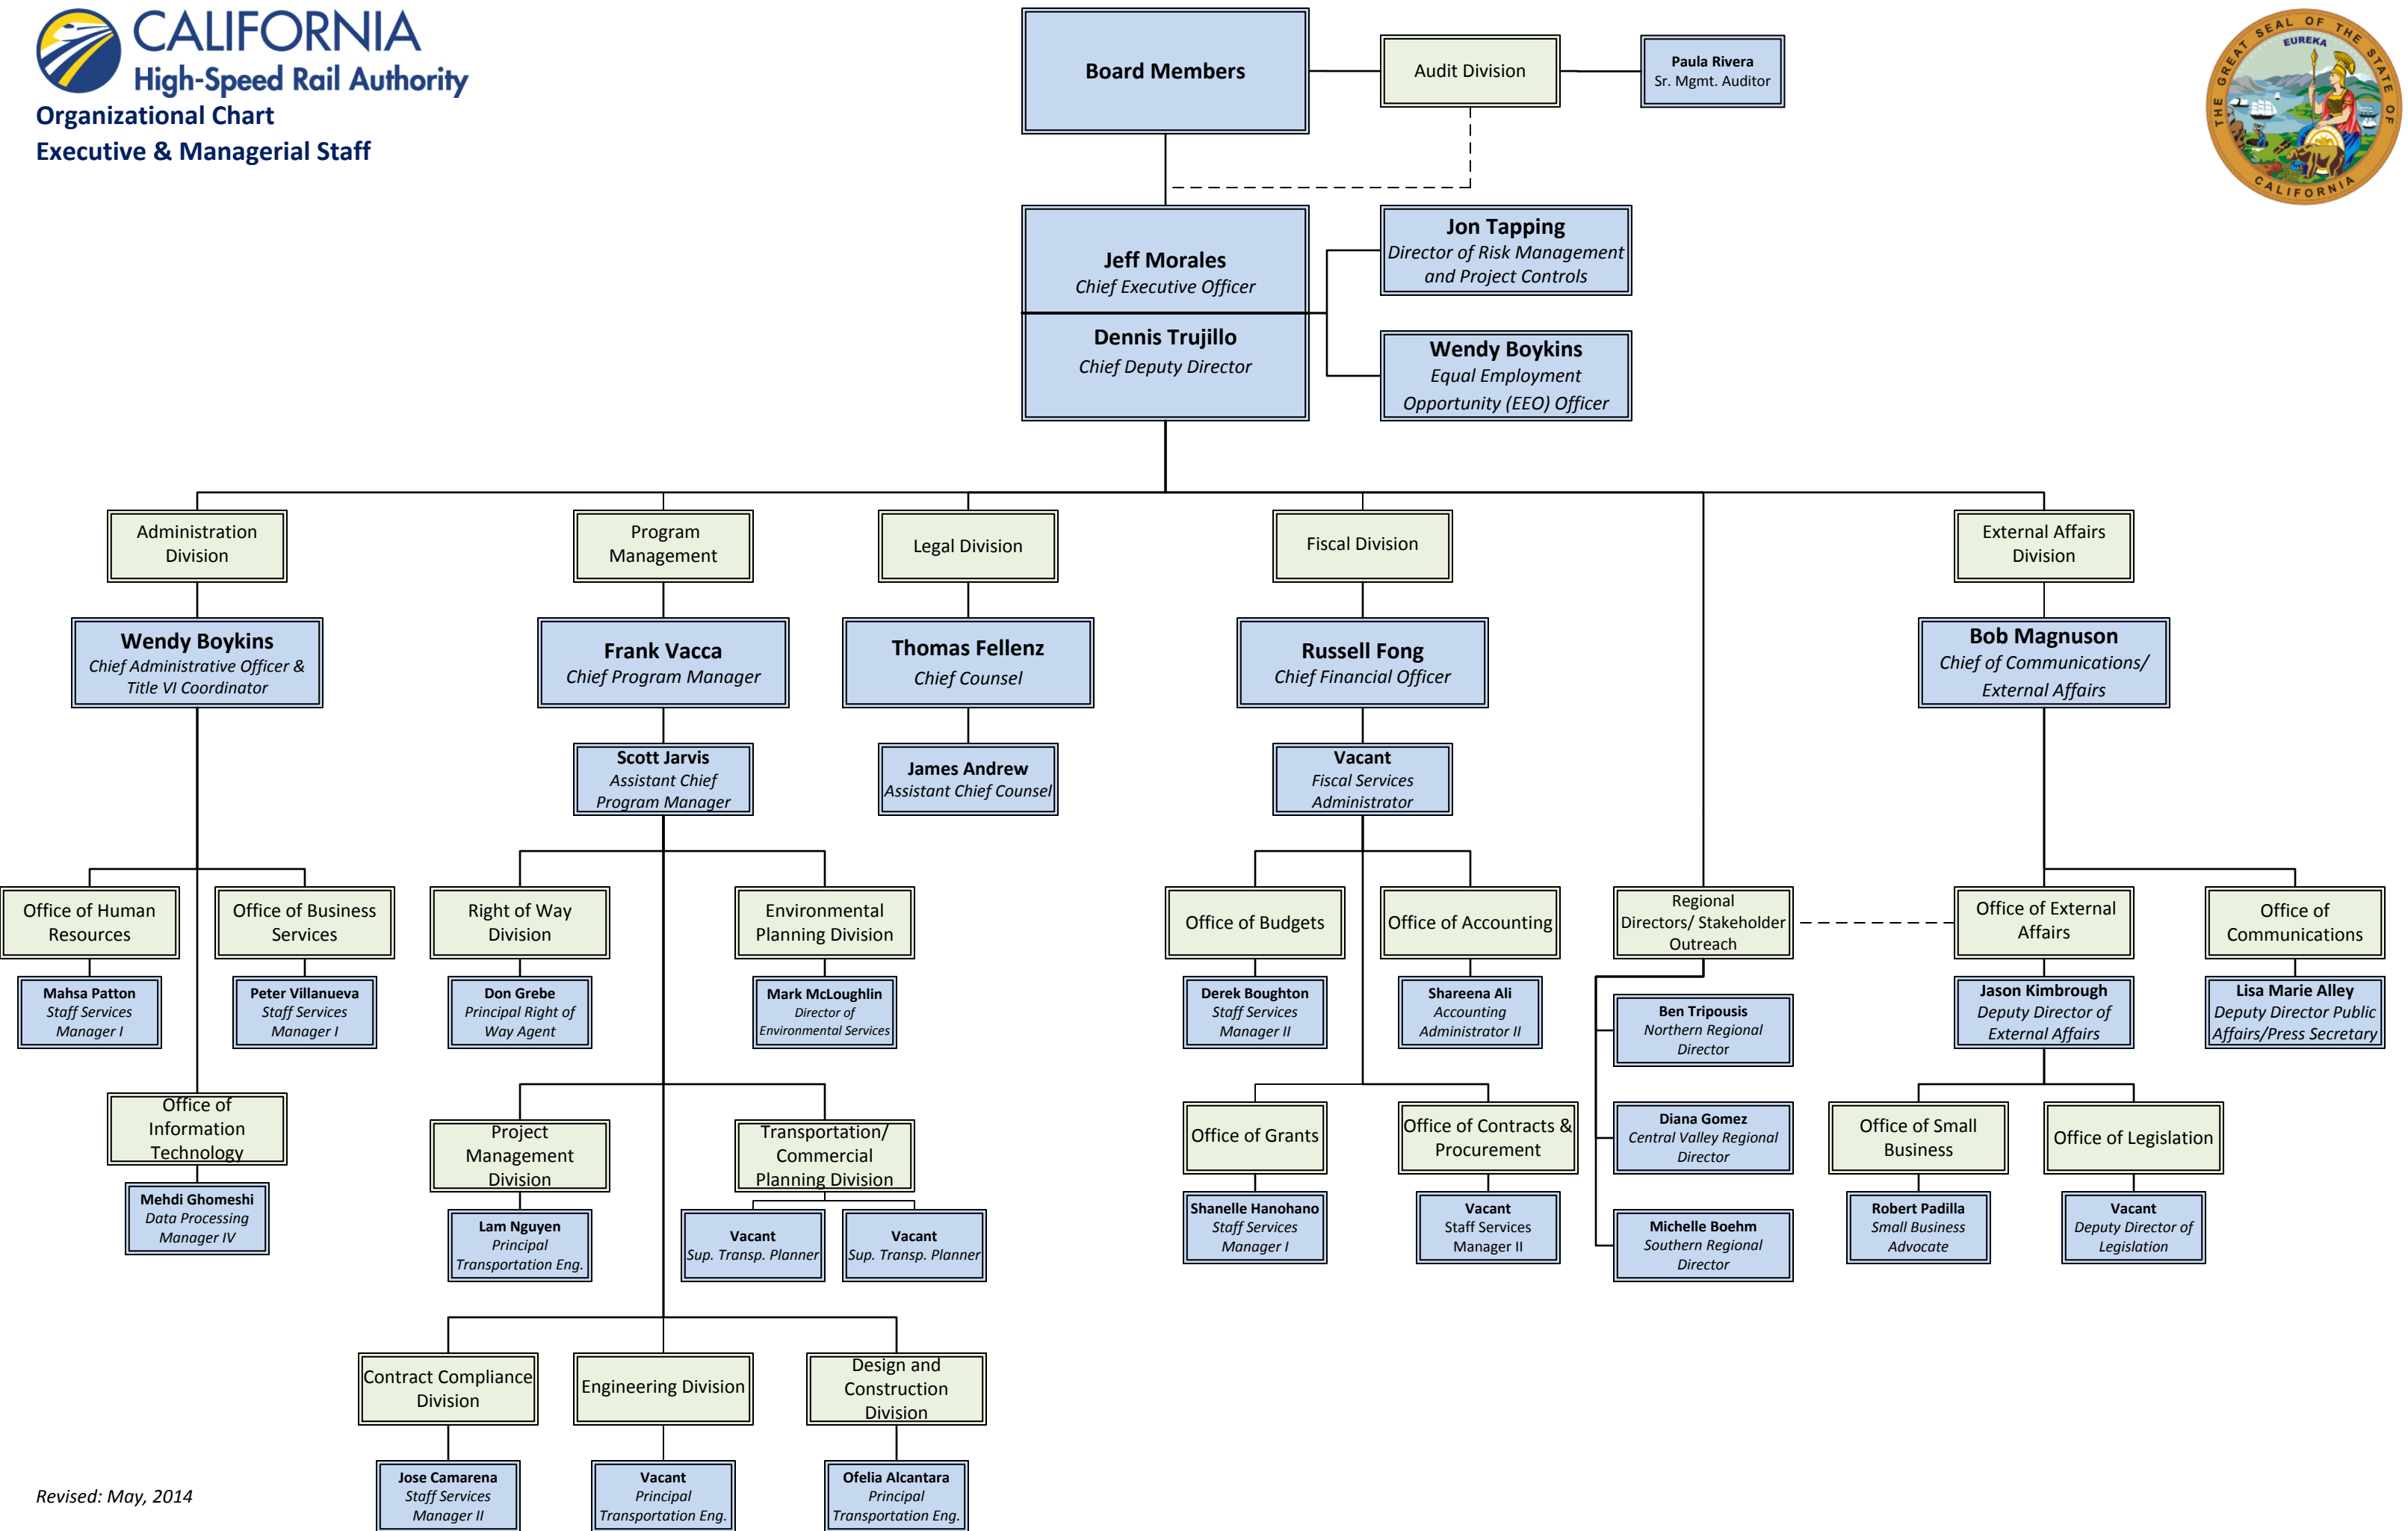 CALIFORNIA
High-Speed Rail Authority
Organizational Chart
Executive & Managerial Staff
Board Members
Audit Division
Paula Rivera
Sr. Mgmt. Auditor
THE GREAT SEAL OF THE STATE OF CALIFORNIA
EUREKA
Jeff Morales
Chief Executive Officer
Dennis Trujillo
Chief Deputy Director
Jon Tapping
Director of Risk Management
and Project Controls
Wendy Boykins
Equal Employment
Opportunity (EEO) Officer
Administration
Division
Program
Management
Legal Division
Fiscal Division
External Affairs
Division
Wendy Boykins
Chief Administrative Officer &
Title VI Coordinator
Frank Vacca
Chief Program Manager
Thomas Fellenz
Chief Counsel
Russell Fong
Chief Financial Officer
Bob Magnuson
Chief of Communications/
External Affairs
Scott Jarvis
Assistant Chief
Program Manager
James Andrew
Assistant Chief Counsel
Vacant
Fiscal Services
Administrator
Office of Human
Resources
Office of Business
Services
Right of Way
Division
Environmental
Planning Division
Office of Budgets
Office of Accounting
Regional
Directors/ Stakeholder
Outreach
Office of External
Affairs
Office of
Communications
Mahsa Patton
Staff Services
Manager I
Peter Villanueva
Staff Services
Manager I
Don Grebe
Principal Right of
Way Agent
Mark McLoughlin
Director of
Environmental Services
Derek Boughton
Staff Services
Manager II
Shareena Ali
Accounting
Administrator II
Ben Tripousis
Northern Regional
Director
Jason Kimbrough
Deputy Director of
External Affairs
Lisa Marie Alley
Deputy Director Public
Affairs/Press Secretary
Office of
Information
Technology
Project
Management
Division
Transportation/
Commercial
Planning Division
Office of Grants
Office of Contracts &
Procurement
Diana Gomez
Central Valley Regional
Director
Office of Small
Business
Office of Legislation
Mehdi Ghomeshi
Data Processing
Manager IV
Lam Nguyen
Principal
Transportation Eng.
Vacant
Sup. Transp. Planner
Vacant
Sup. Transp. Planner
Shanelle Hanohano
Staff Services
Manager I
Vacant
Staff Services
Manager II
Michelle Boehm
Southern Regional
Director
Robert Padilla
Small Business
Advocate
Vacant
Deputy Director of
Legislation
Contract Compliance
Division
Engineering Division
Design and
Construction
Division
Jose Camarena
Staff Services
Manager II
Vacant
Principal
Transportation Eng.
Ofelia Alcantara
Principal
Transportation Eng.
Revised: May, 2014